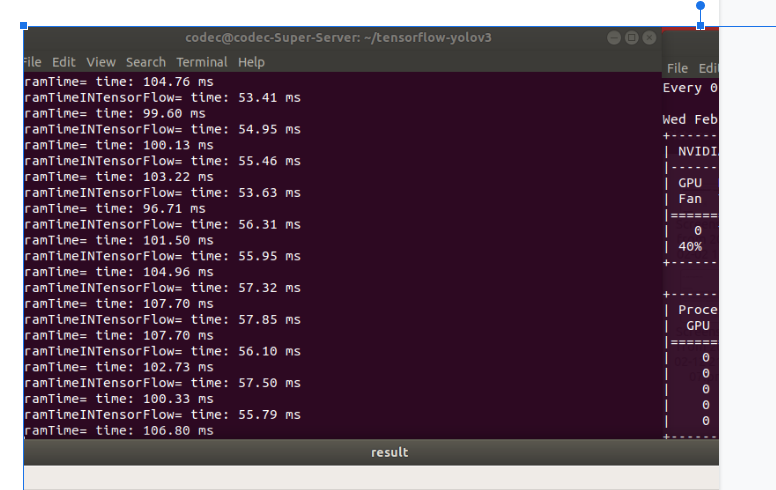 codec@codec-Super-Server: ~/tensorflow-yolov3
File Edit View Search Terminal Help
ramTime= time: 104.76 ms
ramTimeINTensorFlow= time: 53.41 ms
ramTime= time: 99.60 ms
ramTimeINTensorFlow= time: 54.95 ms
ramTime= time: 100.13 ms
ramTimeINTensorFlow= time: 55.46 ms
ramTime= time: 103.22 ms
ramTimeINTensorFlow= time: 53.63 ms
ramTime= time: 96.71 ms
ramTimeINTensorFlow= time: 56.31 ms
ramTime= time: 101.50 ms
ramTimeINTensorFlow= time: 55.95 ms
ramTime= time: 104.96 ms
ramTimeINTensorFlow= time: 57.32 ms
ramTime= time: 107.70 ms
ramTimeINTensorFlow= time: 57.85 ms
ramTime= time: 107.70 ms
ramTimeINTensorFlow= time: 56.10 ms
ramTime= time: 102.73 ms
ramTimeINTensorFlow= time: 57.50 ms
ramTime= time: 100.33 ms
ramTimeINTensorFlow= time: 55.79 ms
ramTime= time: 106.80 ms
result
File Edi
Every 0
Wed Feb
+------
| NVIDI
|------
| GPU
| Fan
|======
| 0
| 40%
+------
+------
| Proce
| GPU
|======
| 0
| 0
| 0
| 0
| 0
+------